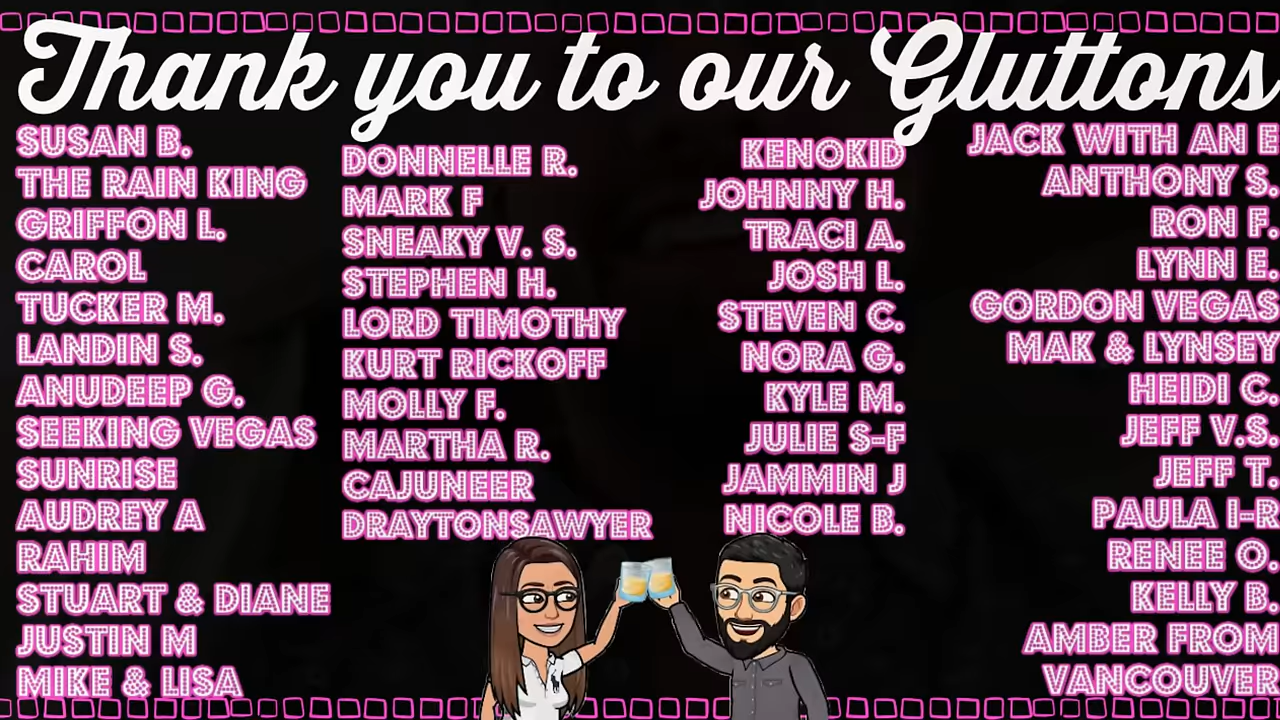 Thank you to our Gluttons
SUSAN B.
THE RAIN KING
GRIFFON L.
CAROL
TUCKER M.
LANDIN S.
ANUDEEP G.
SEEKING VEGAS
SUNRISE
AUDREY A
RAHIM
STUART & DIANE
JUSTIN M
MIKE & LISA
DONNELLE R.
MARK F
SNEAKY V. S.
STEPHEN H.
LORD TIMOTHY
KURT RICKOFF
MOLLY F.
MARTHA R.
CAJUNEER
DRAYTONSAWYER
KENOKID
JOHNNY H.
TRACI A.
JOSH L.
STEVEN C.
NORA G.
KYLE M.
JULIE S-F
JAMMIN J
NICOLE B.
JACK WITH AN E
ANTHONY S.
RON F.
LYNN E.
GORDON VEGAS
MAK & LYNSEY
HEIDI C.
JEFF V.S.
JEFF T.
PAULA I-R
RENEE O.
KELLY B.
AMBER FROM
VANCOUVER